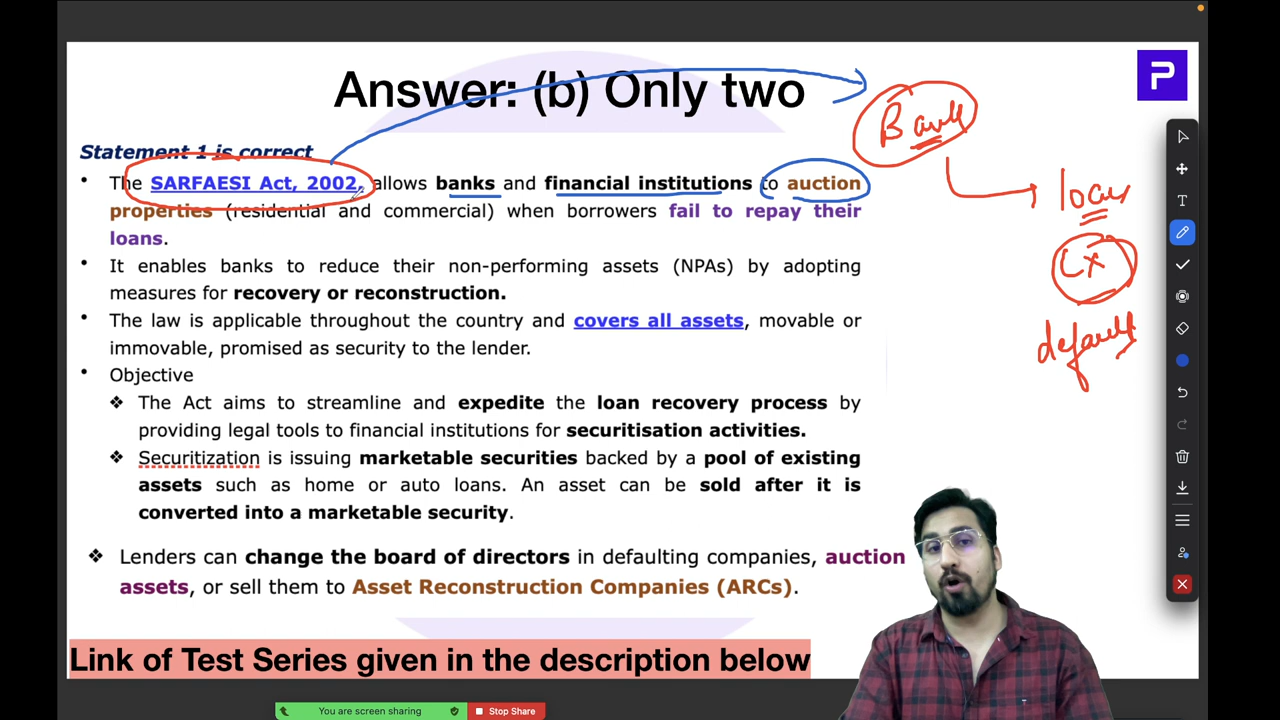 Answer: (b) Only two
P
Bank
Statement 1 is correct
• The SARFAESI Act, 2002, allows banks and financial institutions to auction
properties (residential and commercial) when borrowers fail to repay their
loans.
loan
• It enables banks to reduce their non-performing assets (NPAs) by adopting
measures for recovery or reconstruction.
• The law is applicable throughout the country and covers all assets, movable or
immovable, promised as security to the lender.
default
• Objective
❖ The Act aims to streamline and expedite the loan recovery process by
providing legal tools to financial institutions for securitisation activities.
❖ Securitization is issuing marketable securities backed by a pool of existing
assets such as home or auto loans. An asset can be sold after it is
converted into a marketable security.
❖ Lenders can change the board of directors in defaulting companies, auction
assets, or sell them to Asset Reconstruction Companies (ARCs).
Link of Test Series given in the description below
You are screen sharing
Stop Share